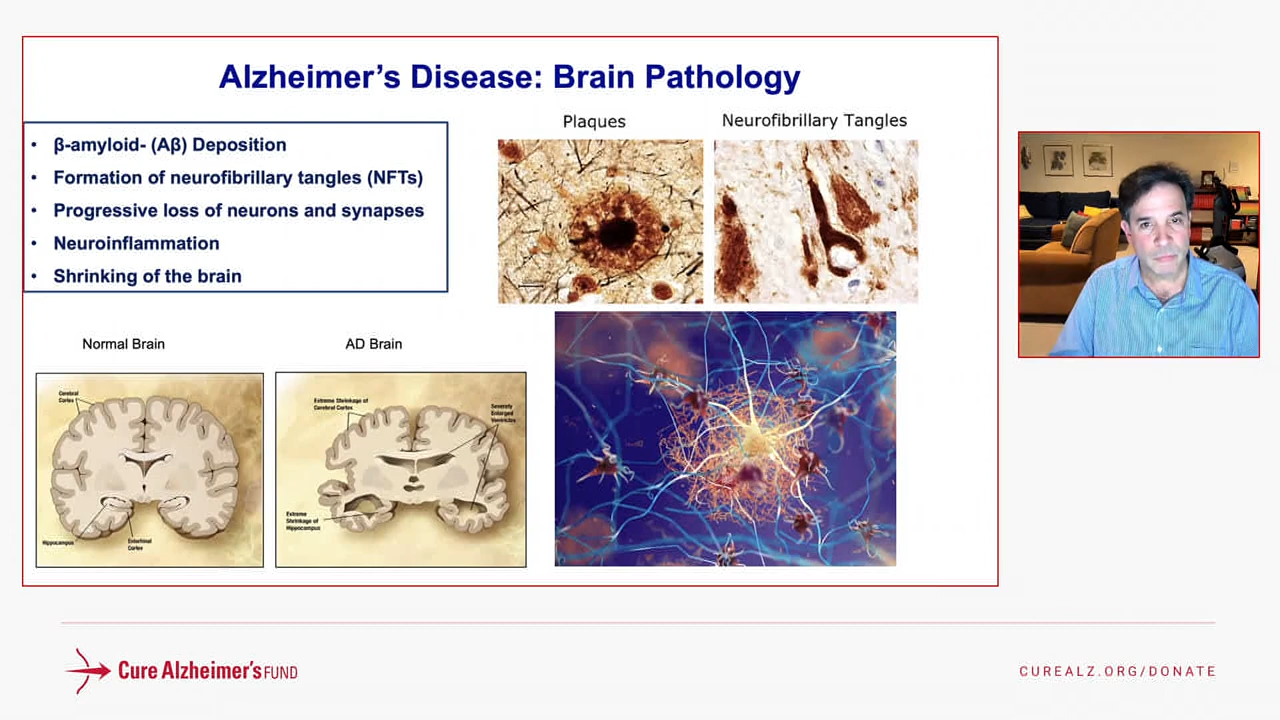 Alzheimer’s Disease: Brain Pathology
• β-amyloid- (Aβ) Deposition
• Formation of neurofibrillary tangles (NFTs)
• Progressive loss of neurons and synapses
• Neuroinflammation
• Shrinking of the brain
Plaques
Neurofibrillary Tangles
Normal Brain
AD Brain
Cerebral
Cortex
Hippocampus
Entorhinal
Cortex
Extreme Shrinkage of
Cerebral Cortex
Severely
Enlarged
Ventricles
Extreme
Shrinkage of
Hippocampus
Cure Alzheimer’s FUND
CUREALZ.ORG/DONATE